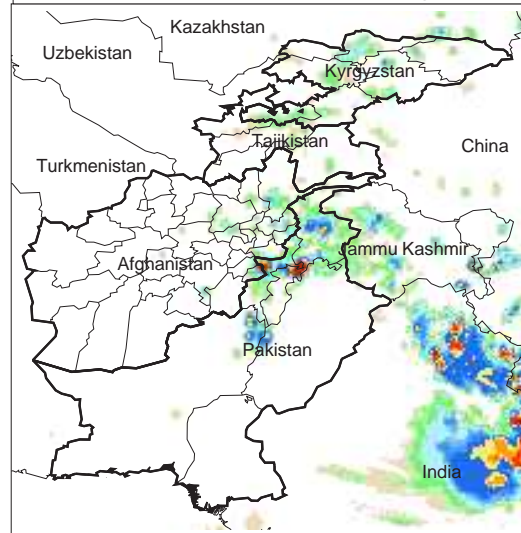 Kazakhstan
Uzbekistan
Kyrgyzstan
Tajikistan
China
Turkmenistan
Jammu Kashmir
Afghanistan
Pakistan
India